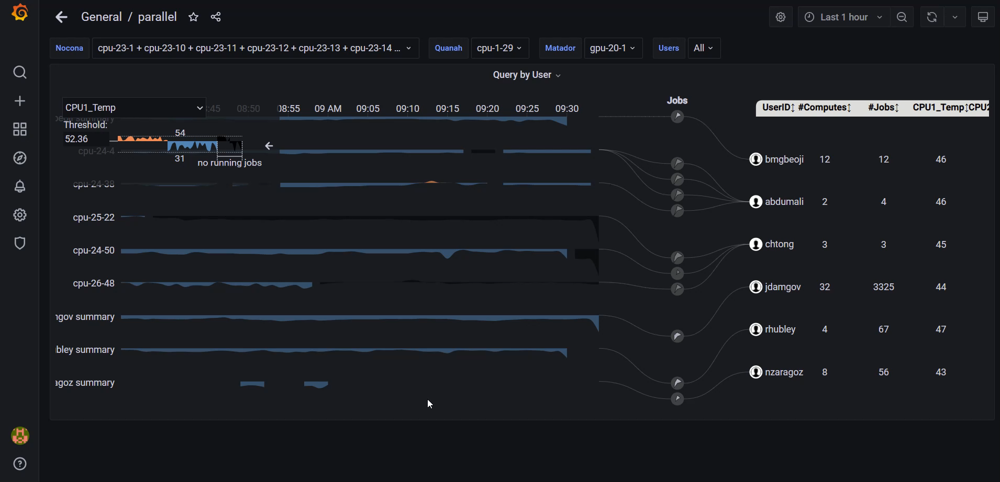 General / parallel
Last 1 hour
Nocona
cpu-23-1 + cpu-23-10 + cpu-23-11 + cpu-23-12 + cpu-23-13 + cpu-23-14 ...
Quanah
cpu-1-29
Matador
gpu-20-1
Users
All
Query by User
CPU1_Temp
:45 08:50 08:55 09 AM 09:05 09:10 09:15 09:20 09:25 09:30
Jobs
UserID↕ #Computes↕ #Jobs↕ CPU1_Temp↕CPU2
Threshold:
52.36
54
31
no running jobs
cpu-24-4
cpu-24-38
cpu-25-22
cpu-24-50
cpu-26-48
ngov summary
bley summary
agoz summary
bmgbeoji 12 12 46
abdumali 2 4 46
chtong 3 3 45
jdamgov 32 3325 44
rhubley 4 67 47
nzaragoz 8 56 43